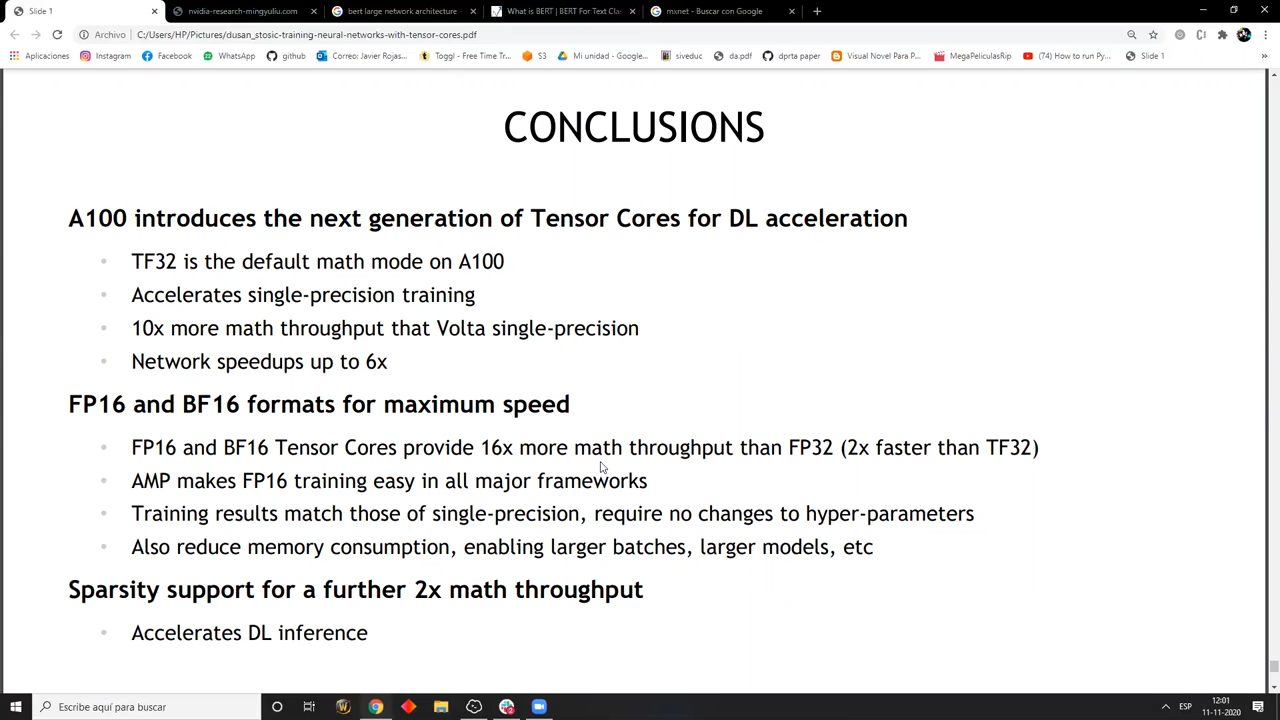 Slide 1
nvidia-research-mingyuliu.com
bert large network architecture
What is BERT | BERT For Text Clas
mxnet - Buscar con Google
Archivo
C:/Users/HP/Pictures/dusan_stosic-training-neural-networks-with-tensor-cores.pdf
Aplicaciones
Instagram
Facebook
WhatsApp
github
Correo: Javier Rojas...
Toggl - Free Time Tr...
S3
Mi unidad - Google...
siveduc
da.pdf
dprta paper
Visual Novel Para P...
MegaPeliculasRip
(74) How to run Py...
Slide 1
CONCLUSIONS
A100 introduces the next generation of Tensor Cores for DL acceleration
• TF32 is the default math mode on A100
• Accelerates single-precision training
• 10x more math throughput that Volta single-precision
• Network speedups up to 6x
FP16 and BF16 formats for maximum speed
• FP16 and BF16 Tensor Cores provide 16x more math throughput than FP32 (2x faster than TF32)
• AMP makes FP16 training easy in all major frameworks
• Training results match those of single-precision, require no changes to hyper-parameters
• Also reduce memory consumption, enabling larger batches, larger models, etc
Sparsity support for a further 2x math throughput
• Accelerates DL inference
Escribe aquí para buscar
ESP
12:01
11-11-2020